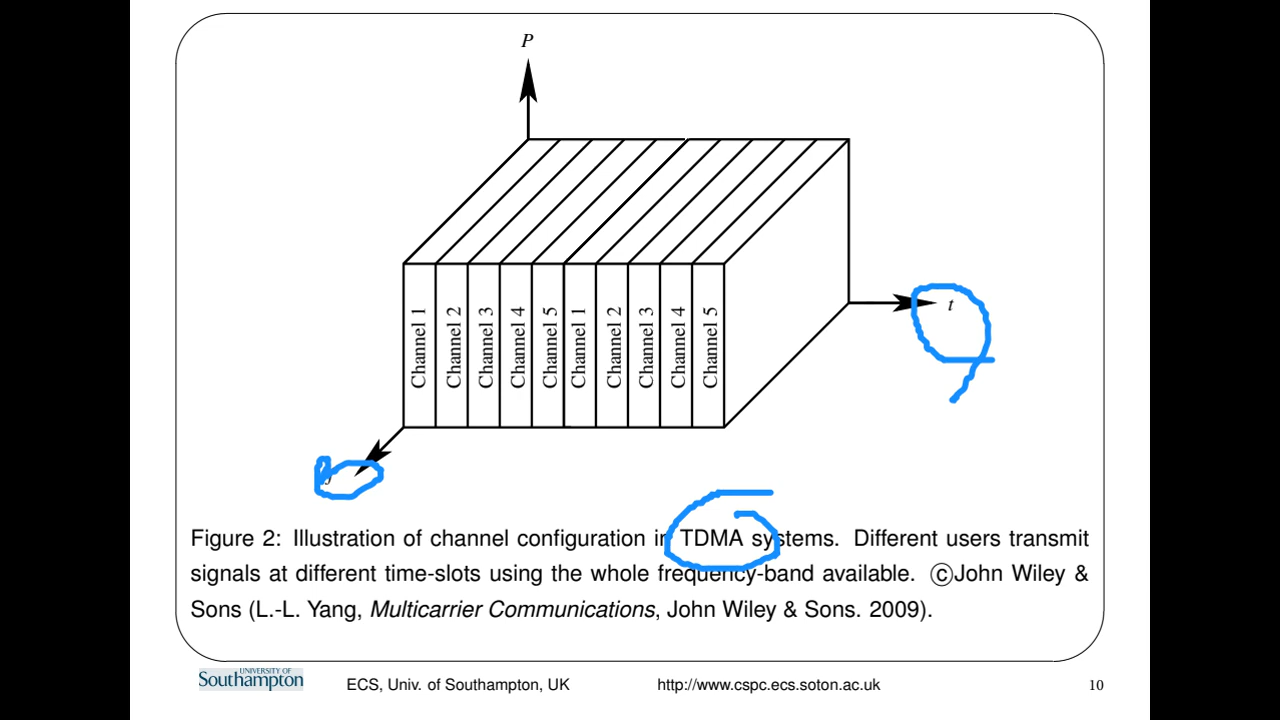 P
Channel 1
Channel 2
Channel 3
Channel 4
Channel 5
Channel 1
Channel 2
Channel 3
Channel 4
Channel 5
t
Figure 2: Illustration of channel configuration in TDMA systems. Different users transmit
signals at different time-slots using the whole frequency-band available. ©John Wiley &
Sons (L.-L. Yang, Multicarrier Communications, John Wiley & Sons. 2009).
UNIVERSITY OF
Southampton
ECS, Univ. of Southampton, UK http://www.cspc.ecs.soton.ac.uk 10